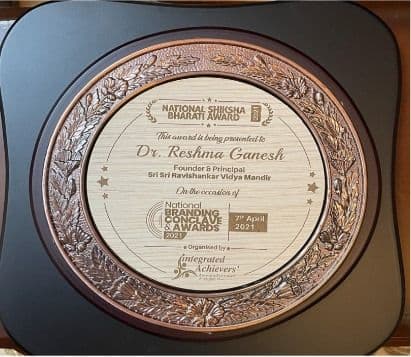 NATIONAL SHIKSHA
BHARATI AWARD
This award is being presented to
Dr. Reshma Ganesh
Founder & Principal
Sri Sri Ravishankar Vidya Mandir
On the occasion of
National
BRANDING
CONCLAVE
& AWARDS
2021
7th April
2021
Organised by
integrated
Achievers'